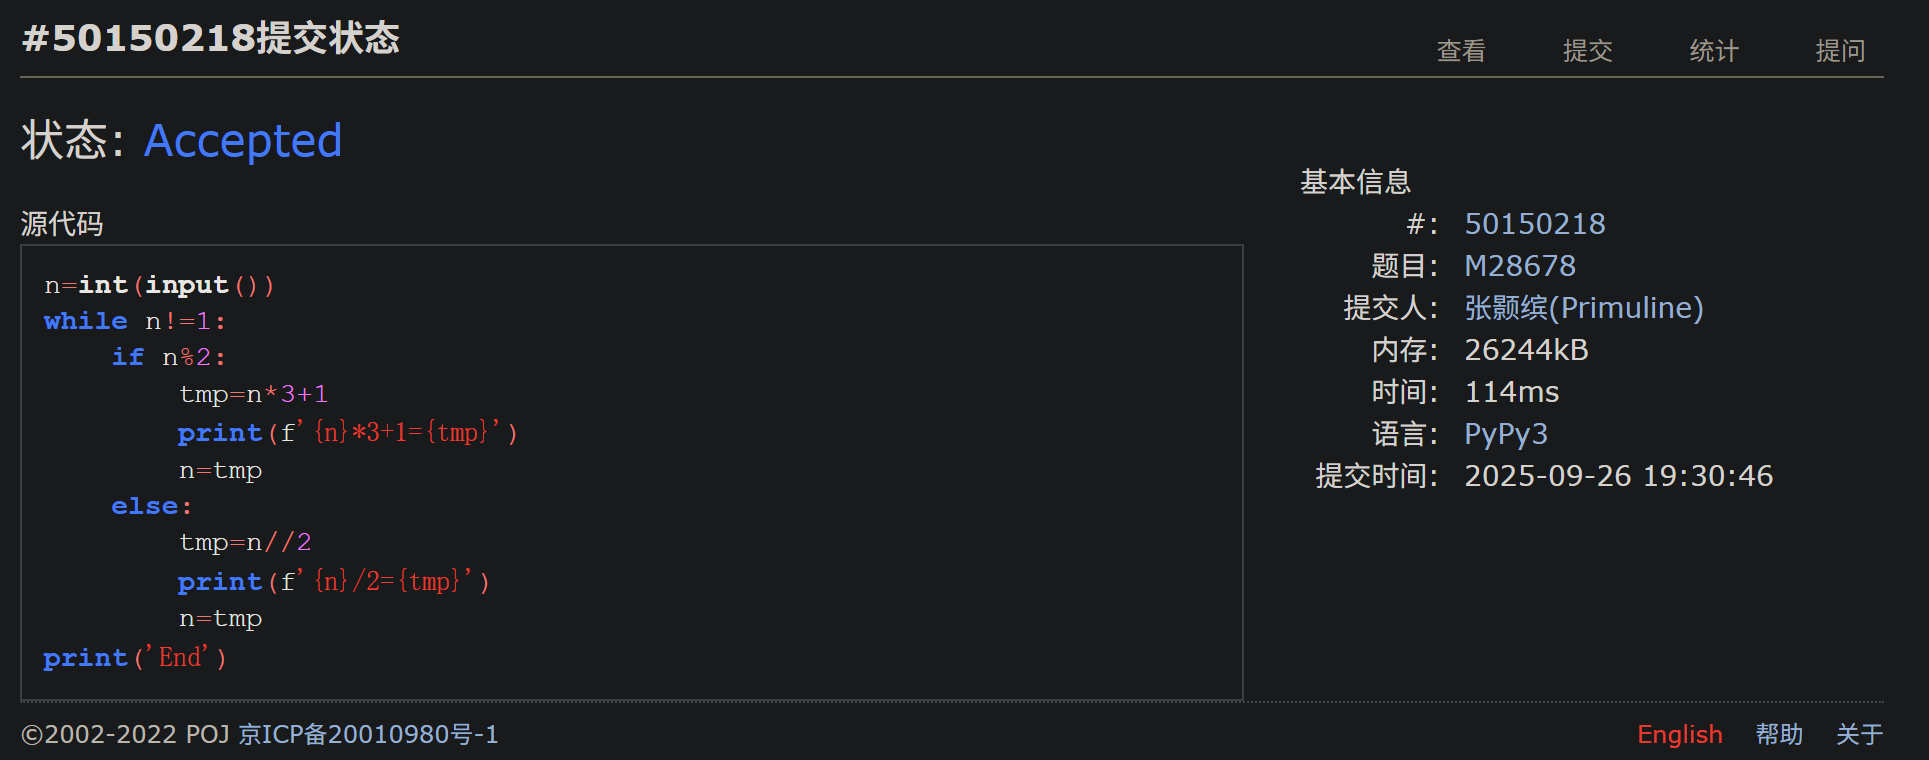 #50150218提交状态
查看 提交 统计 提问
状态: Accepted
源代码
n=int(input())
while n!=1:
    if n%2:
        tmp=n*3+1
        print(f'{n}*3+1={tmp}')
        n=tmp
    else:
        tmp=n//2
        print(f'{n}/2={tmp}')
        n=tmp
print('End')
基本信息
#: 50150218
题目: M28678
提交人: 张颢缤(Primuline)
内存: 26244kB
时间: 114ms
语言: PyPy3
提交时间: 2025-09-26 19:30:46
©2002-2022 POJ 京ICP备20010980号-1
English 帮助 关于